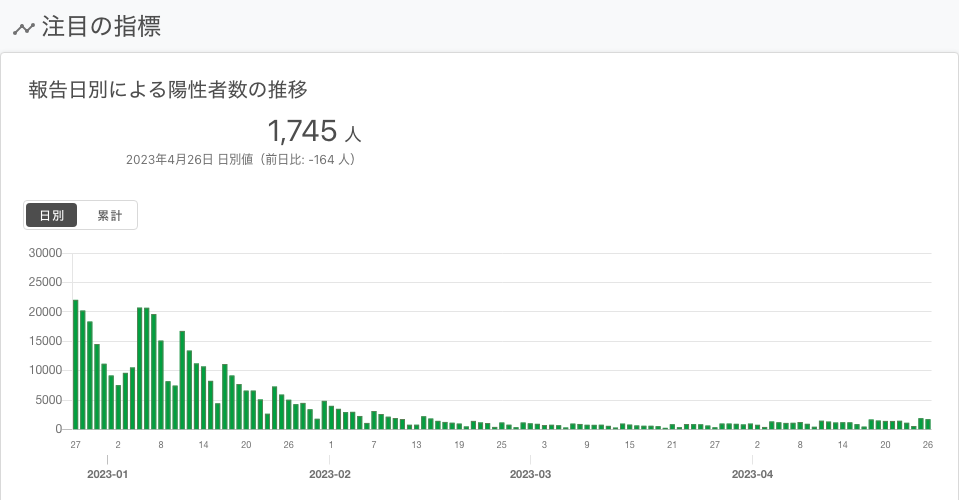 注目の指標
報告日別による陽性者数の推移
1,745 人
2023年4月26日 日別値（前日比: -164 人）
日別 累計
30000
25000
20000
15000
10000
5000
0
27 2 8 14 20 26 1 7 13 19 25 3 9 15 21 27 2 8 14 20 26
2023-01 2023-02 2023-03 2023-04